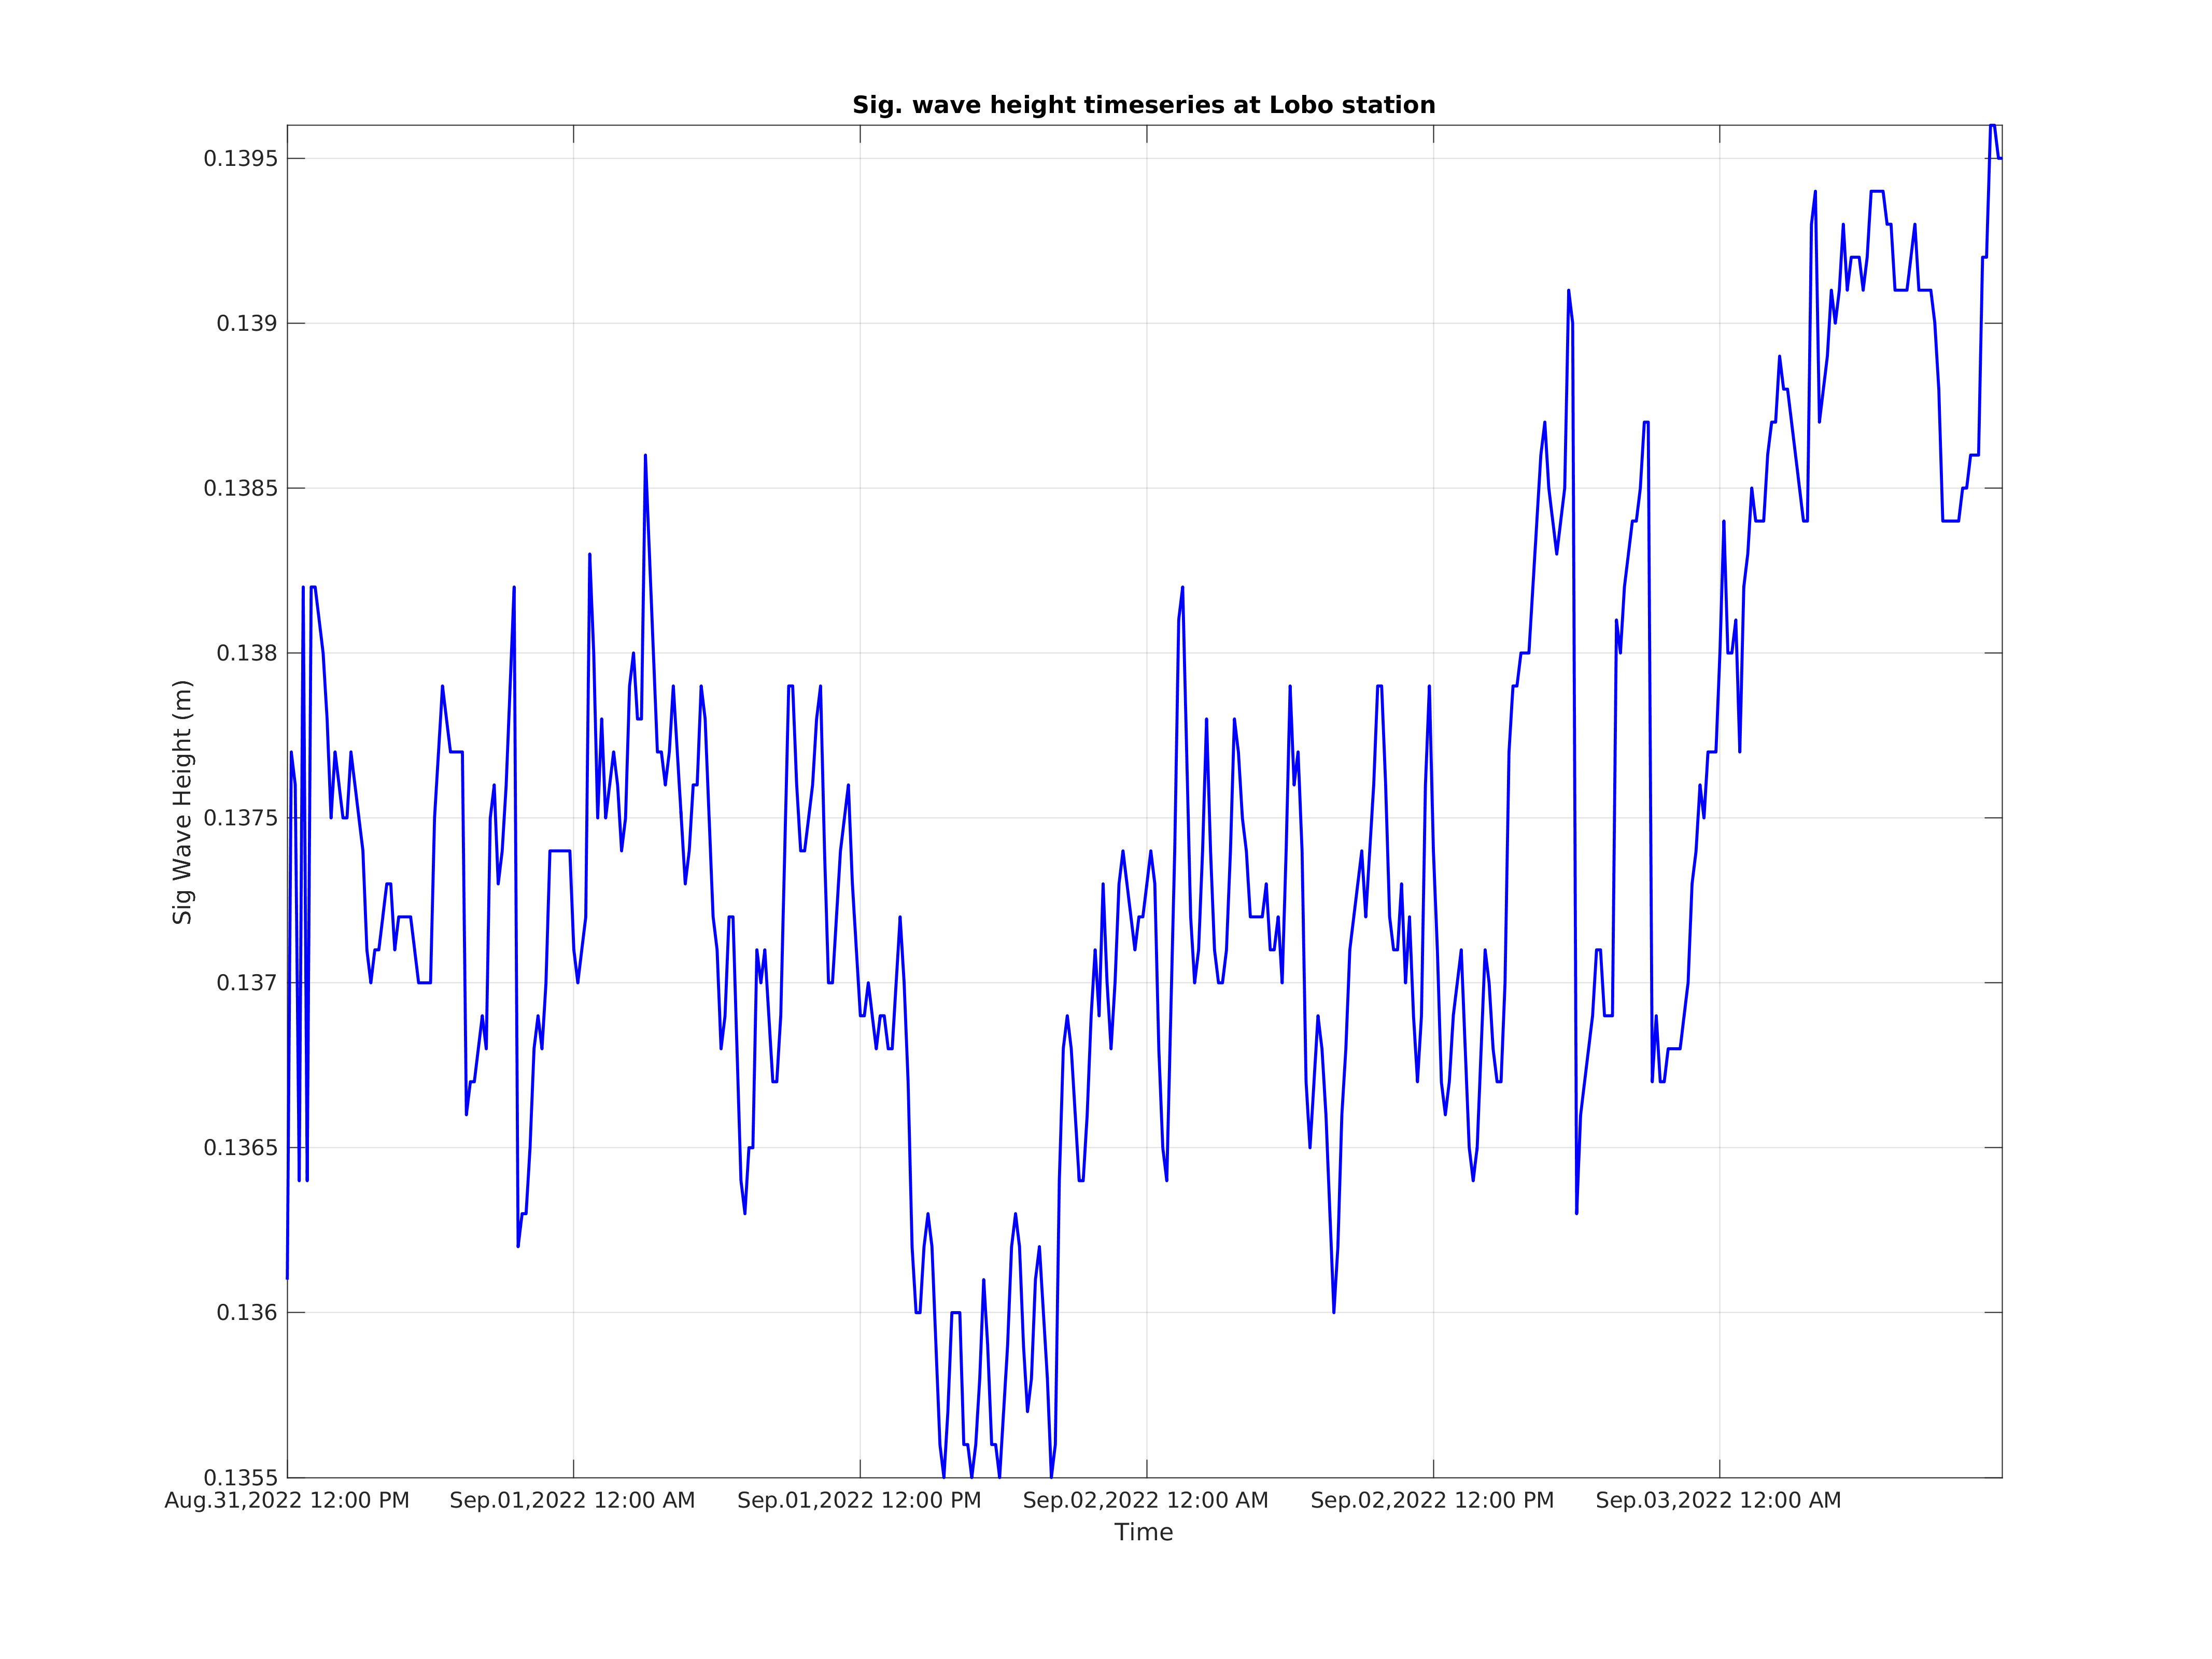 Sig. wave height timeseries at Lobo station
0.1395
0.139
0.1385
0.138
0.1375
0.137
0.1365
0.136
0.1355
Sig Wave Height (m)
Aug.31,2022 12:00 PM Sep.01,2022 12:00 AM Sep.01,2022 12:00 PM Sep.02,2022 12:00 AM Sep.02,2022 12:00 PM Sep.03,2022 12:00 AM
Time